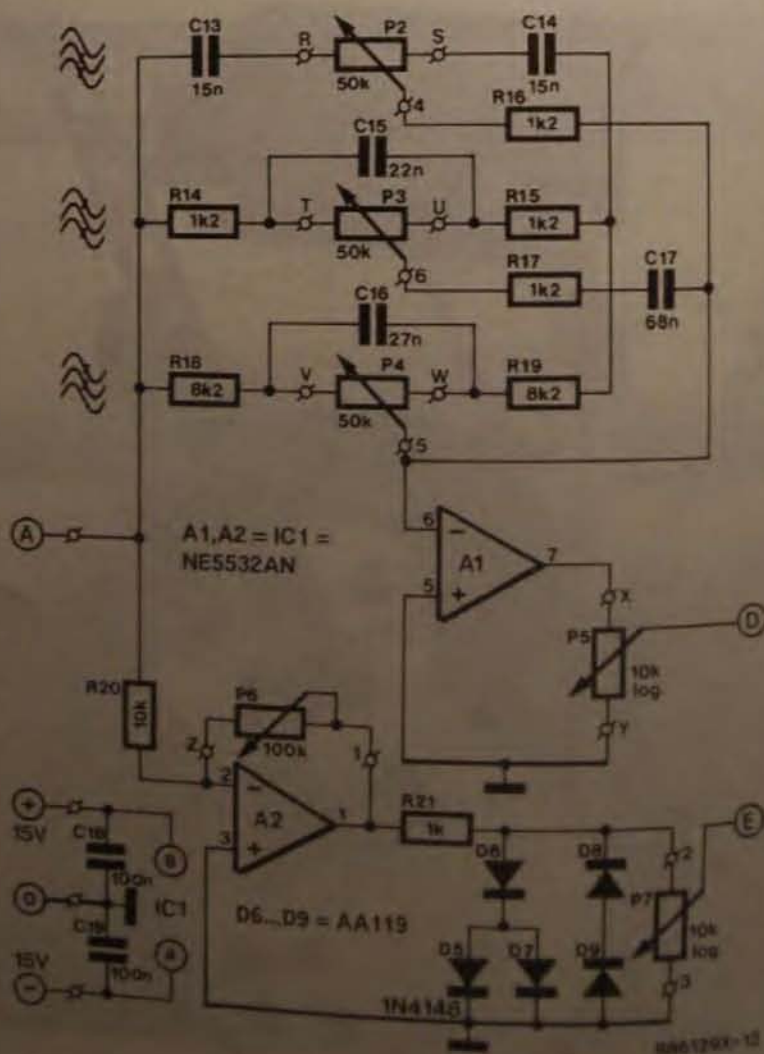 C13
15n
R
P2
S
50k
4
C14
15n
R16
1k2
C15
22n
R14
1k2
T
P3
U
50k
6
R15
1k2
R17
1k2
C17
68n
C16
27n
R18
8k2
V
P4
W
50k
5
R19
8k2
A
A1,A2 = IC1 =
NE5532AN
6
−
A1
7
5
+
X
P5
10k
log
D
Y
R20
10k
P6
100k
Z
1
2
−
A2
1
3
+
R21
1k
E
+
15V
C18
100n
8
0
IC1
C19
100n
4
15V
−
D6...D9 = AA119
D6
D8
2
P7
10k
log
D5
D7
D9
3
1N4148